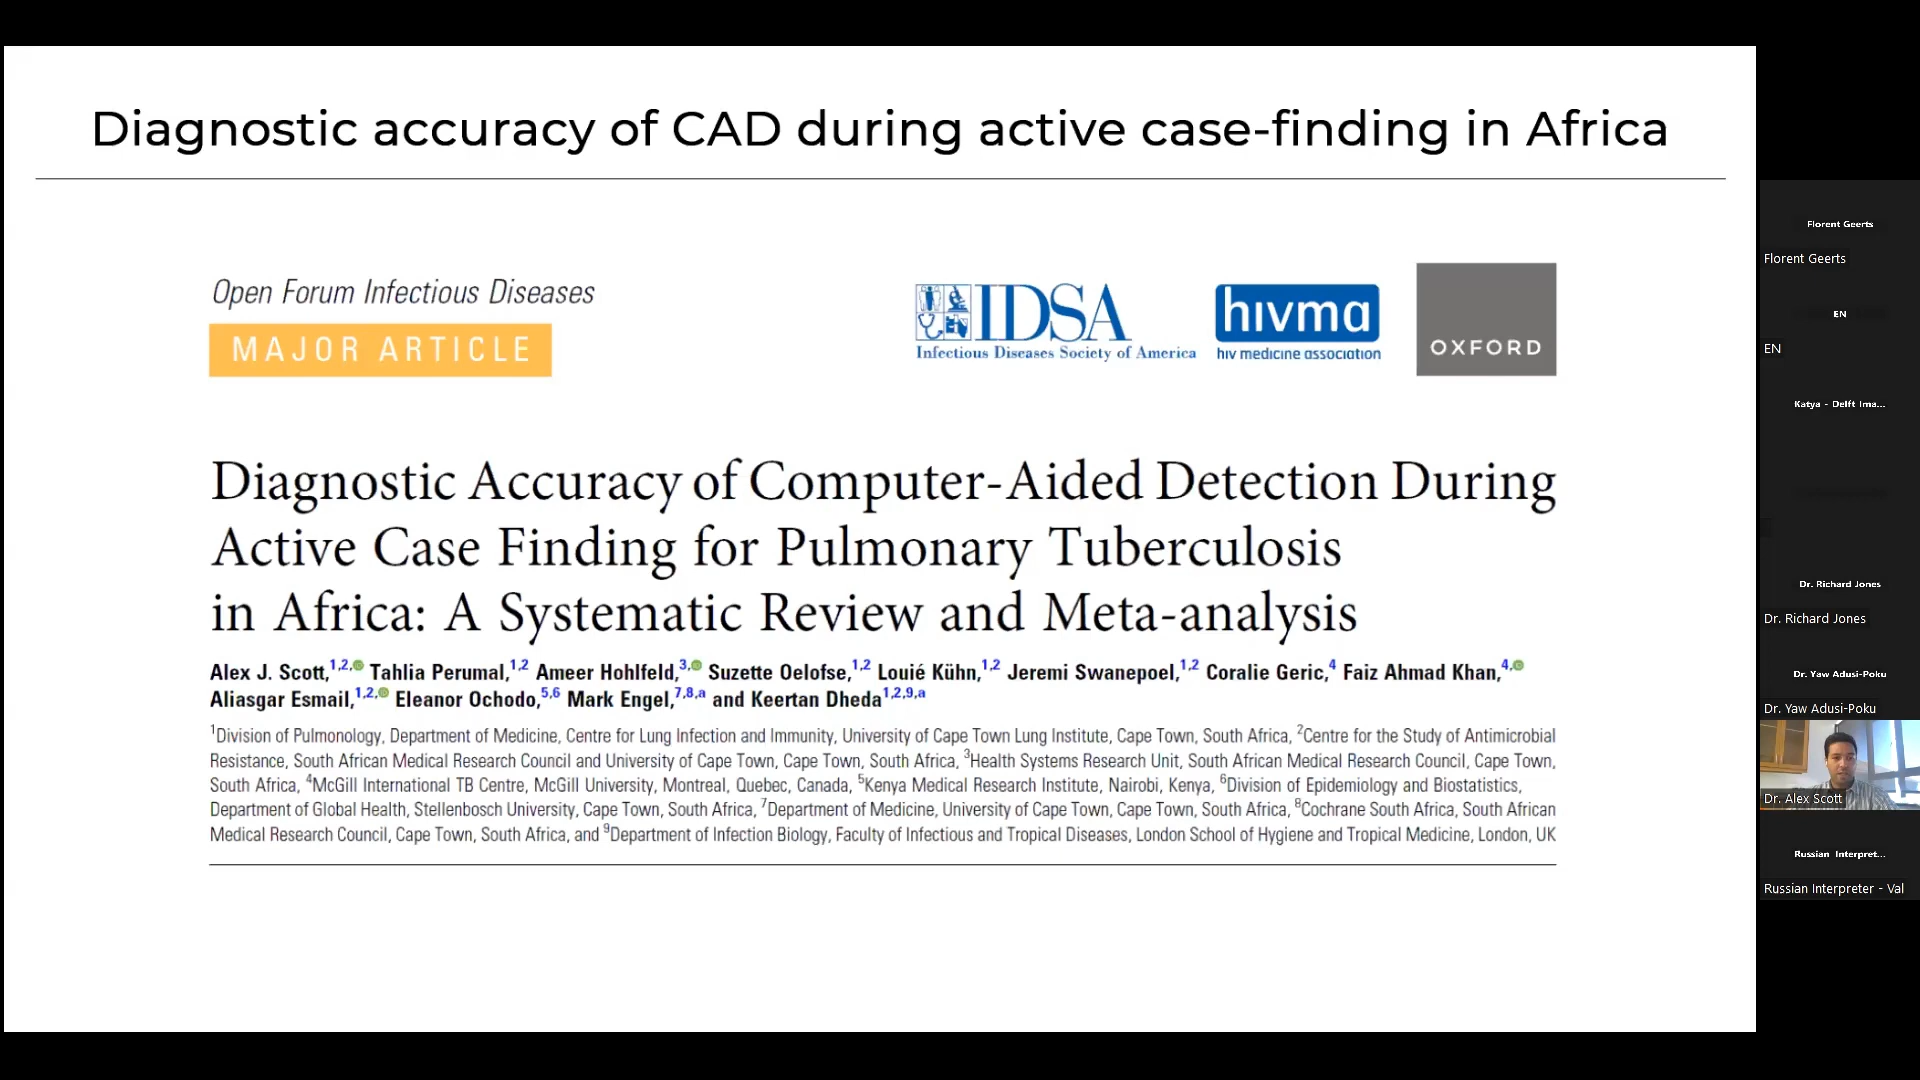 Diagnostic accuracy of CAD during active case-finding in Africa
Open Forum Infectious Diseases
MAJOR ARTICLE
IDSA
Infectious Diseases Society of America
hivma
hiv medicine association
OXFORD
Diagnostic Accuracy of Computer-Aided Detection During
Active Case Finding for Pulmonary Tuberculosis
in Africa: A Systematic Review and Meta-analysis
Alex J. Scott,1,2, Tahlia Perumal,1,2 Ameer Hohlfeld,3, Suzette Oelofse,1,2 Louié Kühn,1,2 Jeremi Swanepoel,1,2 Coralie Geric,4 Faiz Ahmad Khan,4,
Aliasgar Esmail,1,2, Eleanor Ochodo,5,6 Mark Engel,7,8,a and Keertan Dheda1,2,9,a
1Division of Pulmonology, Department of Medicine, Centre for Lung Infection and Immunity, University of Cape Town Lung Institute, Cape Town, South Africa, 2Centre for the Study of Antimicrobial
Resistance, South African Medical Research Council and University of Cape Town, Cape Town, South Africa, 3Health Systems Research Unit, South African Medical Research Council, Cape Town,
South Africa, 4McGill International TB Centre, McGill University, Montreal, Quebec, Canada, 5Kenya Medical Research Institute, Nairobi, Kenya, 6Division of Epidemiology and Biostatistics,
Department of Global Health, Stellenbosch University, Cape Town, South Africa, 7Department of Medicine, University of Cape Town, Cape Town, South Africa, 8Cochrane South Africa, South African
Medical Research Council, Cape Town, South Africa, and 9Department of Infection Biology, Faculty of Infectious and Tropical Diseases, London School of Hygiene and Tropical Medicine, London, UK
Florent Geerts
Florent Geerts
EN
EN
Katya - Delft Ima...
Dr. Richard Jones
Dr. Richard Jones
Dr. Yaw Adusi-Poku
Dr. Yaw Adusi-Poku
Dr. Alex Scott
Russian Interpret...
Russian Interpreter - Val